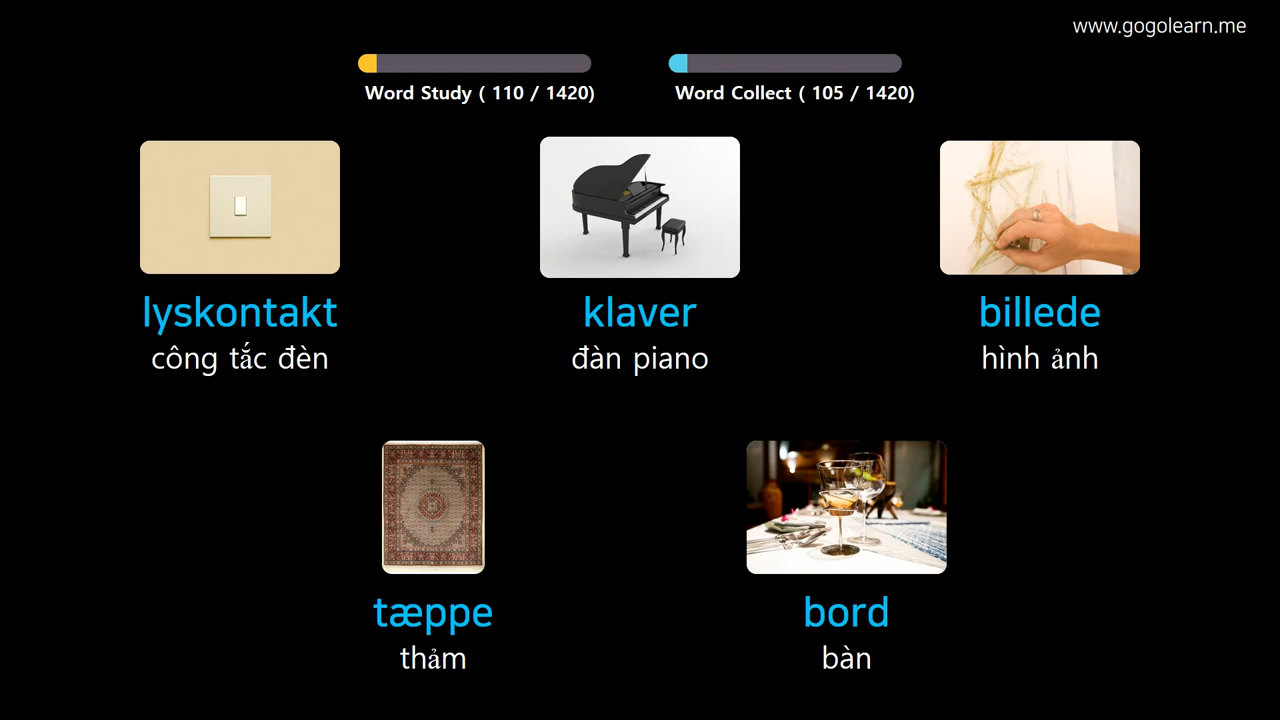 www.gogolearn.me
Word Study ( 110 / 1420)
Word Collect ( 105 / 1420)
lyskontakt
công tắc đèn
klaver
đàn piano
billede
hình ảnh
tæppe
thảm
bord
bàn